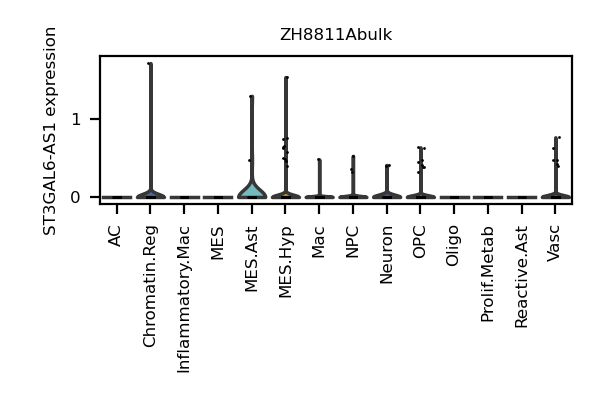 ZH8811Abulk
ST3GAL6-AS1 expression
1
0
AC
Chromatin.Reg
Inflammatory.Mac
MES
MES.Ast
MES.Hyp
Mac
NPC
Neuron
OPC
Oligo
Prolif.Metab
Reactive.Ast
Vasc